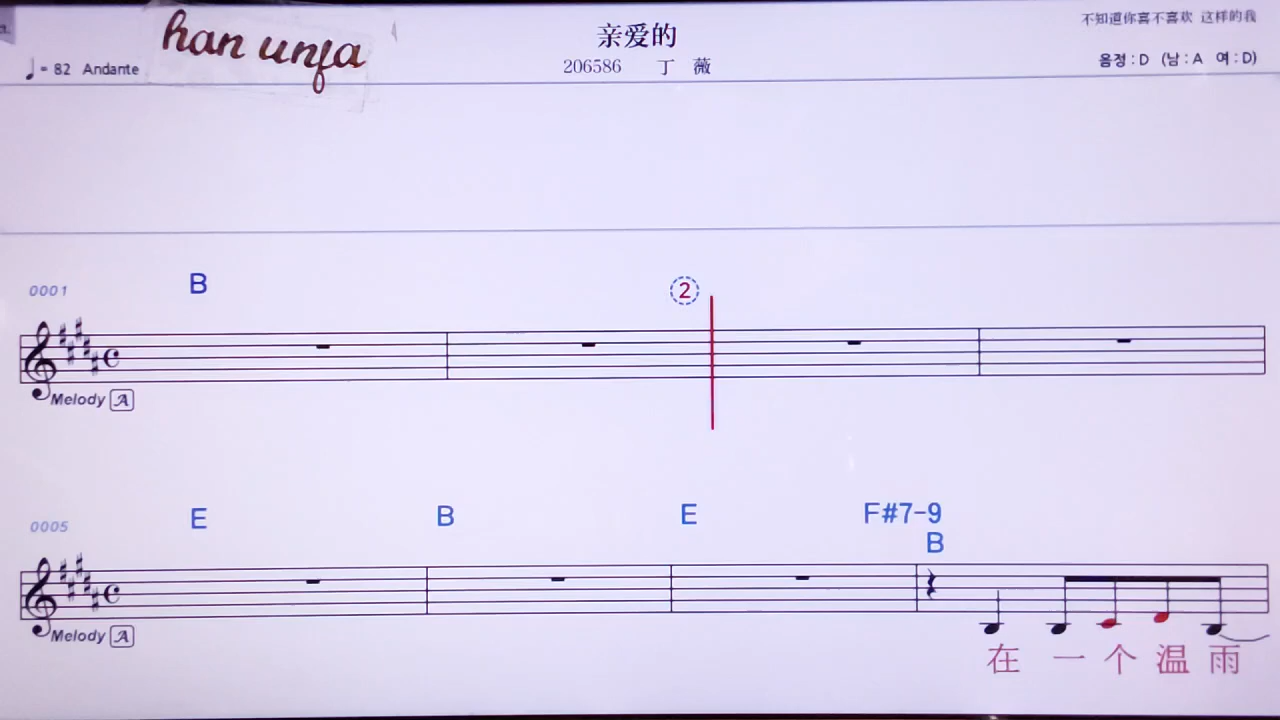 han unfa
亲爱的
不知道你喜不喜欢 这样的我
♩= 82 Andante
206586 丁 薇
음정 : D (남 : A 여 : D)
0001 B ②
Melody A
0005 E B E F#7-9
B
Melody A
在 一 个 温 雨